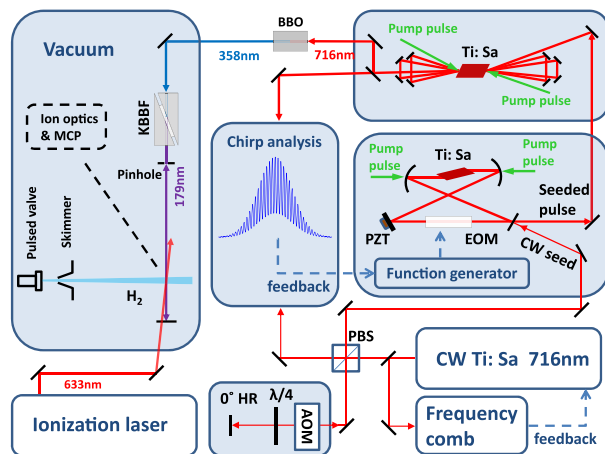 Vacuum
BBO
358nm
716nm
Pump pulse
Ti: Sa
Pump pulse
Ion optics
& MCP
KBBF
Pinhole
179nm
Pulsed valve
Skimmer
H2
Chirp analysis
Pump
pulse
Ti: Sa
Pump
pulse
Seeded
pulse
PZT
EOM
CW seed
Function generator
feedback
PBS
633nm
Ionization laser
0° HR
λ/4
AOM
CW Ti: Sa 716nm
Frequency
comb
feedback